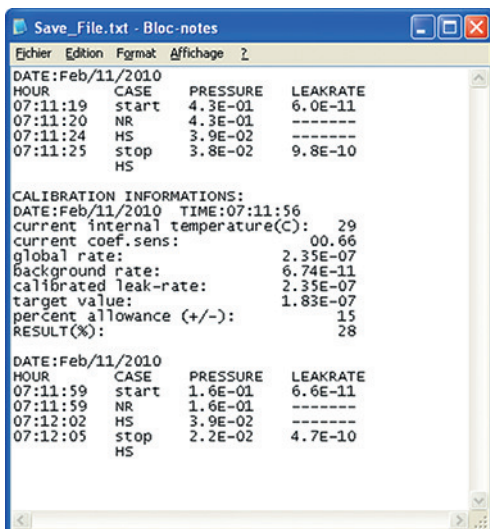 Save_File.txt - Bloc-notes
Fichier Edition Format Affichage ?
DATE:Feb/11/2010
HOUR CASE PRESSURE LEAKRATE
07:11:19 start 4.3E-01 6.0E-11
07:11:20 NR 4.3E-01 -------
07:11:24 HS 3.9E-02 -------
07:11:25 stop 3.8E-02 9.8E-10
HS
CALIBRATION INFORMATIONS:
DATE:Feb/11/2010 TIME:07:11:56
current internal temperature(C): 29
current coef.sens: 00.66
global rate: 2.35E-07
background rate: 6.74E-11
calibrated leak-rate: 2.35E-07
target value: 1.83E-07
percent allowance (+/-): 15
RESULT(%): 28
DATE:Feb/11/2010
HOUR CASE PRESSURE LEAKRATE
07:11:59 start 1.6E-01 6.6E-11
07:11:59 NR 1.6E-01 -------
07:12:02 HS 3.9E-02 -------
07:12:05 stop 2.2E-02 4.7E-10
HS